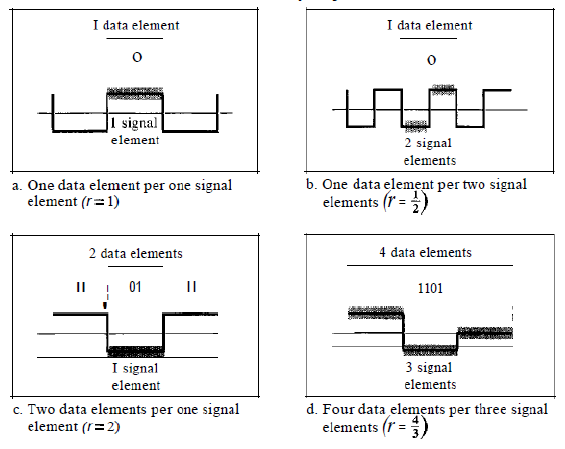 I data element
O
1 signal
element
a. One data element per one signal
element (r = 1)
I data element
O
2 signal
elements
b. One data element per two signal
elements (r = 1/2)
2 data elements
II 01 II
I signal
element
c. Two data elements per one signal
element (r = 2)
4 data elements
1101
3 signal
elements
d. Four data elements per three signal
elements (r = 4/3)